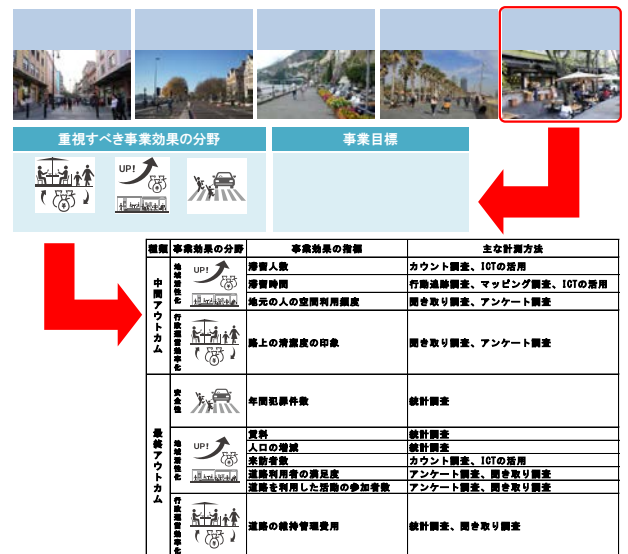 重視すべき事業効果の分野
事業目標
UP!
種類 事業効果の分野 事業効果の指標 主な計測方法
中間アウトカム
地域活性化
UP!
滞留人数 カウント調査、ICTの活用
滞留時間 行動追跡調査、マッピング調査、ICTの活用
地元の人の空間利用頻度 聞き取り調査、アンケート調査
行政運営効率化
路上の清潔度の印象 聞き取り調査、アンケート調査
最終アウトカム
安全性
年間犯罪件数 統計調査
地域活性化
UP!
賃料 統計調査
人口の増減 統計調査
来訪者数 カウント調査、ICTの活用
道路利用者の満足度 アンケート調査、聞き取り調査
道路を利用した活動の参加者数 アンケート調査、聞き取り調査
行政運営効率化
道路の維持管理費用 統計調査、聞き取り調査